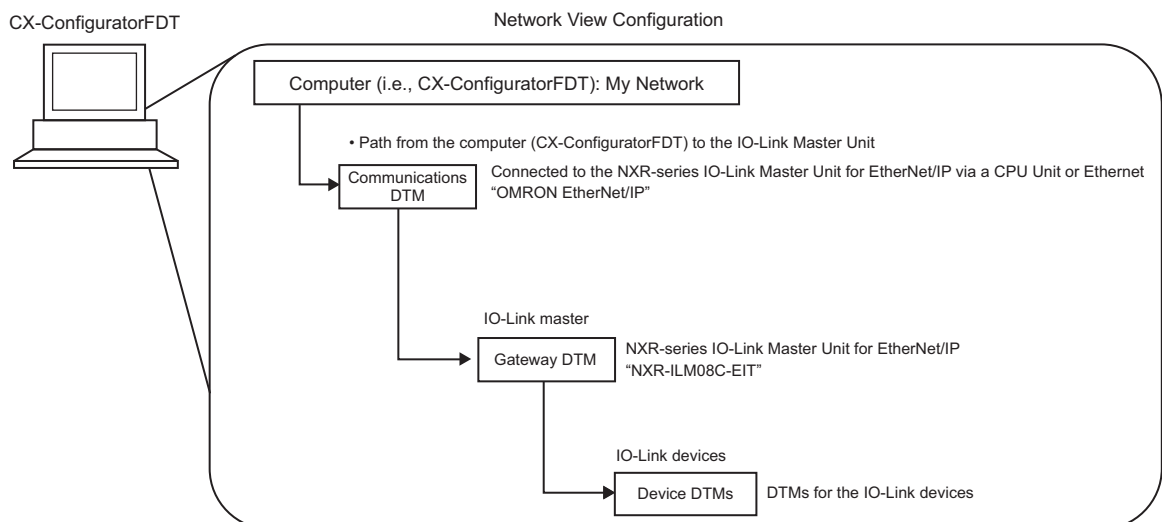 CX-ConfiguratorFDT
Network View Configuration
Computer (i.e., CX-ConfiguratorFDT): My Network
• Path from the computer (CX-ConfiguratorFDT) to the IO-Link Master Unit
Communications
DTM
Connected to the NXR-series IO-Link Master Unit for EtherNet/IP via a CPU Unit or Ethernet
“OMRON EtherNet/IP”
IO-Link master
Gateway DTM
NXR-series IO-Link Master Unit for EtherNet/IP
“NXR-ILM08C-EIT”
IO-Link devices
Device DTMs
DTMs for the IO-Link devices